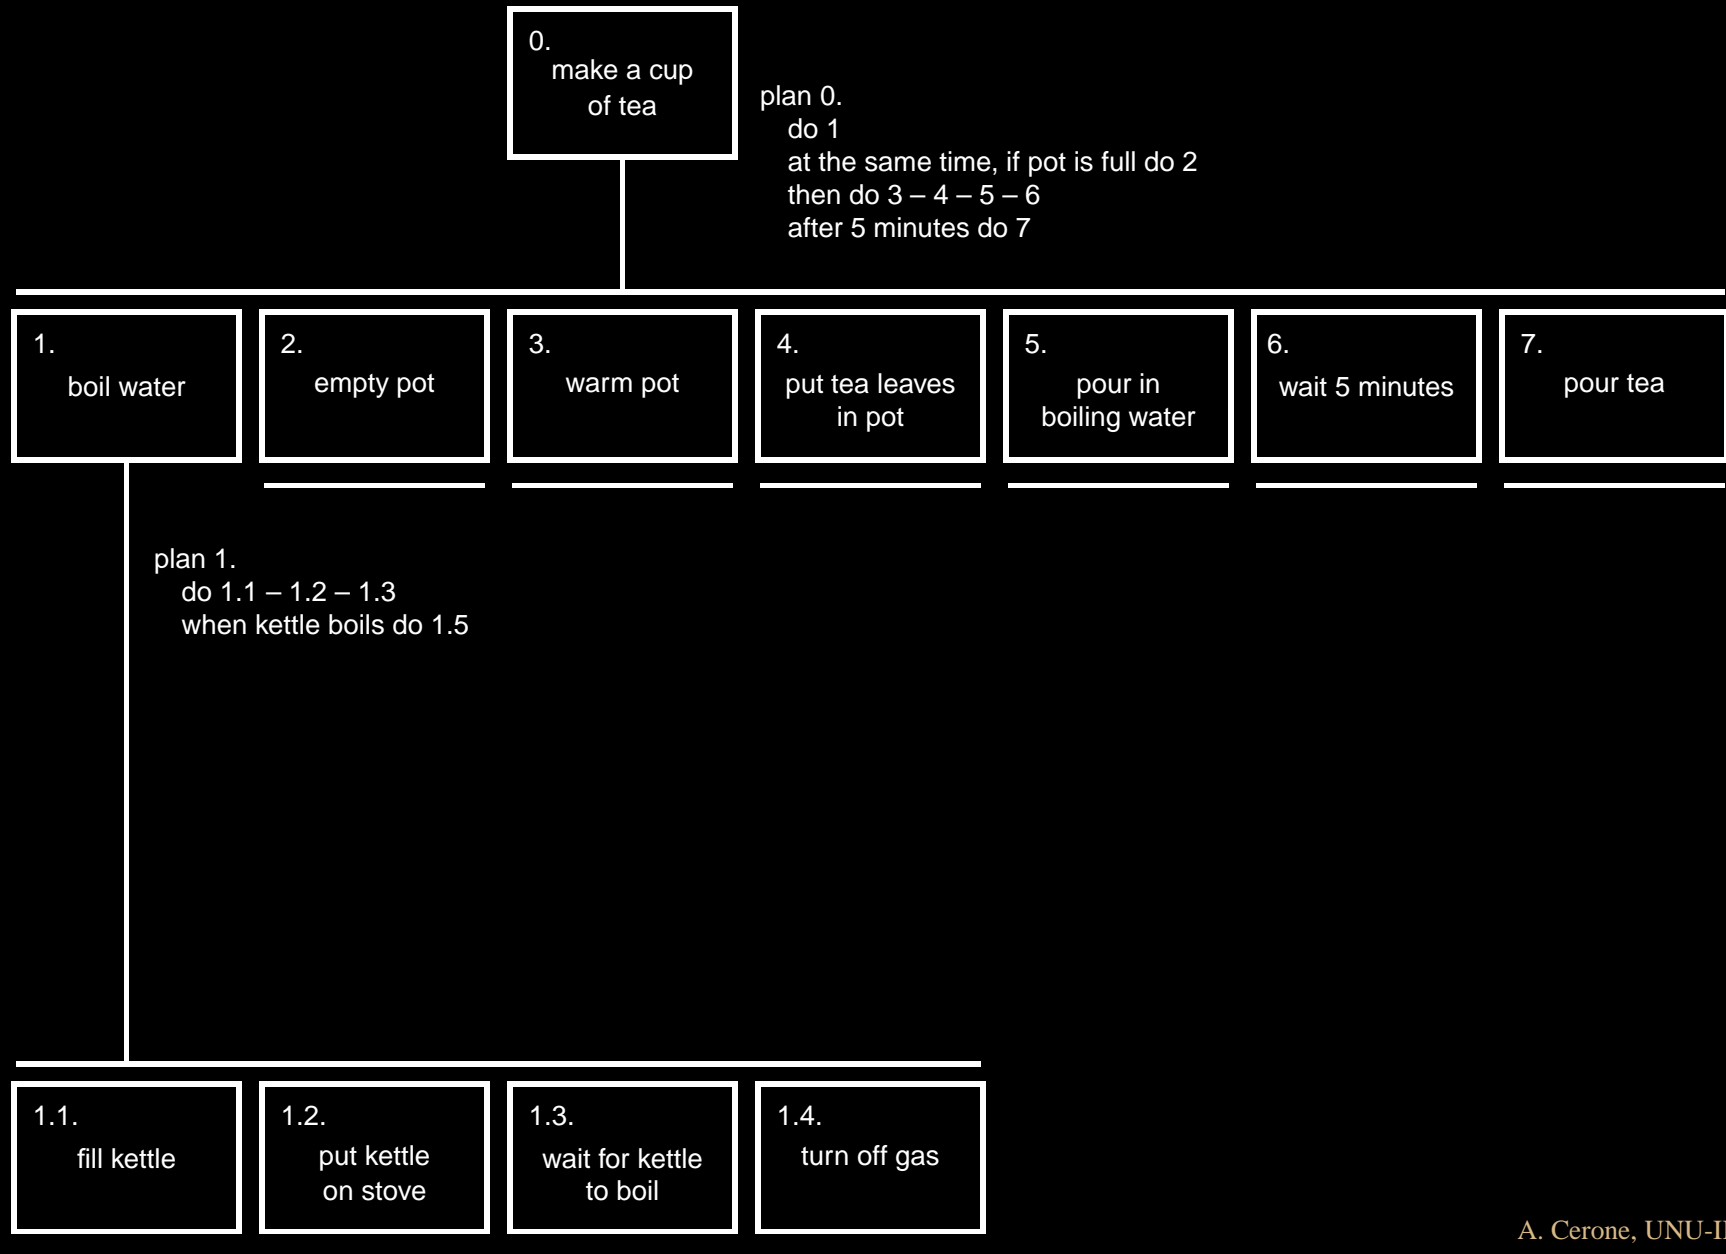 0.
make a cup
of tea
plan 0.
do 1
at the same time, if pot is full do 2
then do 3 – 4 – 5 – 6
after 5 minutes do 7
1.
boil water
2.
empty pot
3.
warm pot
4.
put tea leaves
in pot
5.
pour in
boiling water
6.
wait 5 minutes
7.
pour tea
plan 1.
do 1.1 – 1.2 – 1.3
when kettle boils do 1.5
1.1.
fill kettle
1.2.
put kettle
on stove
1.3.
wait for kettle
to boil
1.4.
turn off gas
A. Cerone,